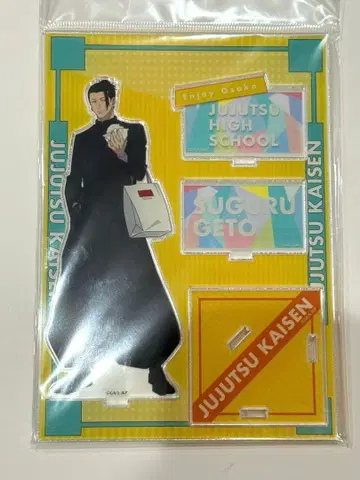 Enjoy Osaka
JUJUTSU
HIGH
SCHOOL
SUGURU
GETO
JUJUTSU KAISEN
JUJUTSU KAISEN
JUJUTSU KAISEN